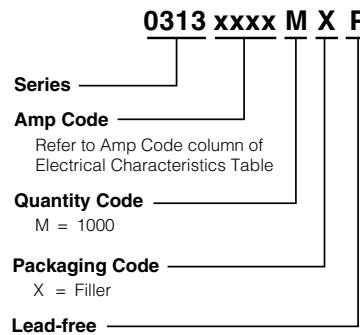 0313 xxxx M X P
Series
Amp Code
Refer to Amp Code column of
Electrical Characteristics Table
Quantity Code
M = 1000
Packaging Code
X = Filler
Lead-free